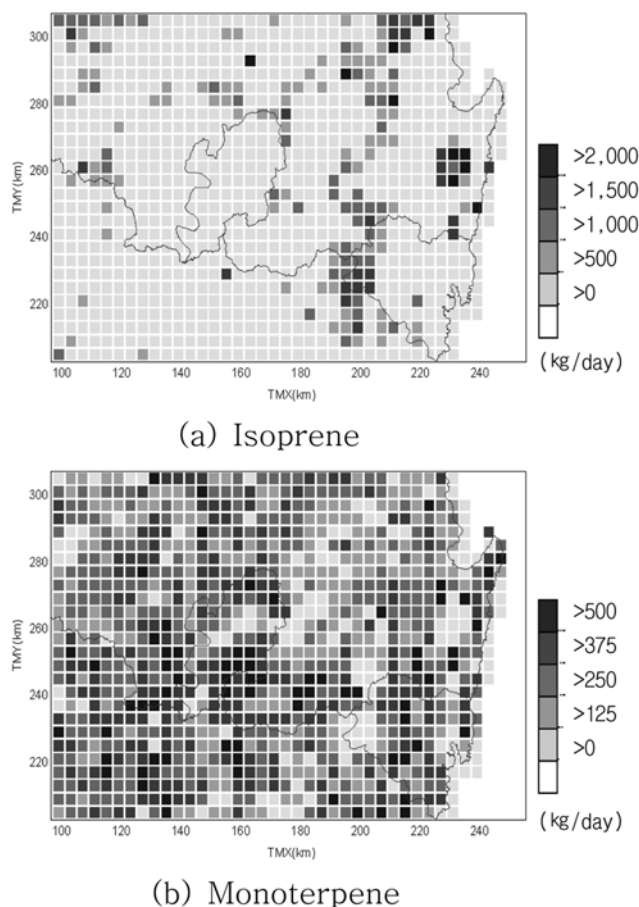 300
280
260
240
220
TMY(km)
100 120 140 160 180 200 220 240
TMX(km)
>2,000
>1,500
>1,000
>500
>0
(kg/day)
(a) Isoprene
300
280
260
240
220
TMY(km)
100 120 140 160 180 200 220 240
TMX(km)
>500
>375
>250
>125
>0
(kg/day)
(b) Monoterpene